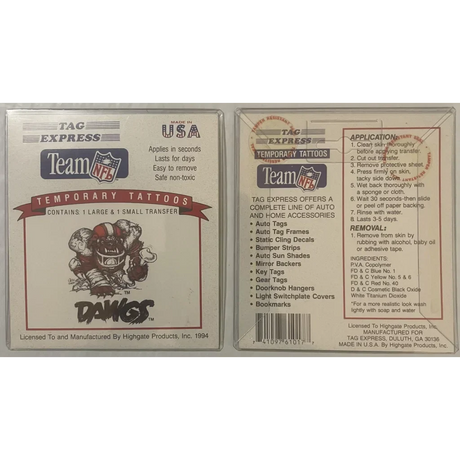 TAG
EXPRESS
MADE IN
USA
Team NFL
Applies in seconds
Lasts for days
Easy to remove
Safe non-toxic
TEMPORARY TATTOOS
CONTAINS: 1 LARGE & 1 SMALL TRANSFER
DAWGS™
Licensed To and Manufactured By Highgate Products, Inc. 1994
TAG
EXPRESS
TEMPORARY TATTOOS
Team NFL
TAG EXPRESS OFFERS A
COMPLETE LINE OF AUTO
AND HOME ACCESSORIES
• Auto Tags
• Auto Tag Frames
• Static Cling Decals
• Bumper Strips
• Auto Sun Shades
• Mirror Backers
• Key Tags
• Gear Tags
• Doorknob Hangers
• Light Switchplate Covers
• Bookmarks
APPLICATION:
1. Clean skin thoroughly
before applying transfer.
2. Cut out transfer.
3. Remove protective sheet.
4. Press firmly on skin,
tacky side down.
5. Wet back thoroughly with
a sponge or cloth.
6. Wait 30 seconds-then slide
or peel off paper backing.
7. Rinse with water.
8. Lasts 3-5 days.
REMOVAL:
1. Remove from skin by
rubbing with alcohol, baby oil
or adhesive tape.
INGREDIENTS:
P.V.A. Copolymer
FD & C Blue No. 1
FD & C Yellow No. 5 & 6
FD & C Red No. 40
D & C Cosmetic Black Oxide
White Titanium Dioxide
*For a more realistic look wash
lightly with soap and water
Licensed To Highgate Products, Inc.
MANUFACTURED FOR
TAG EXPRESS, DULUTH, GA 30136
MADE IN U.S.A. By Highgate Products, Inc.